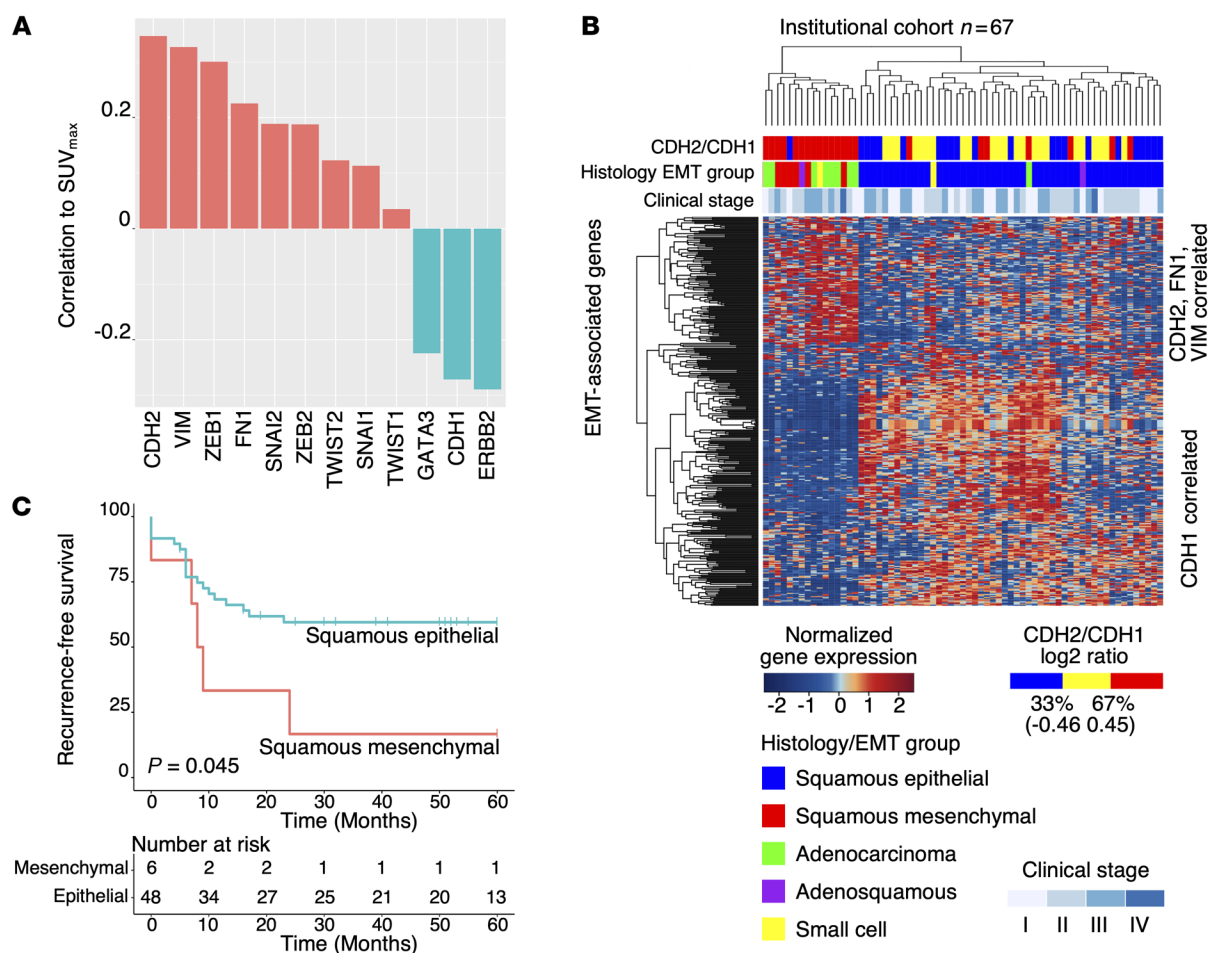 A
0.2
0
-0.2
Correlation to SUVmax
CDH2
VIM
ZEB1
FN1
SNAI2
ZEB2
TWIST2
SNAI1
TWIST1
GATA3
CDH1
ERBB2
B
Institutional cohort n=67
CDH2/CDH1
Histology EMT group
Clinical stage
EMT-associated genes
CDH2, FN1,
VIM correlated
CDH1 correlated
Normalized
gene expression
-2 -1 0 1 2
CDH2/CDH1
log2 ratio
33% 67%
(-0.46 0.45)
Histology/EMT group
Squamous epithelial
Squamous mesenchymal
Adenocarcinoma
Adenosquamous
Small cell
Clinical stage
I II III IV
C
Recurrence-free survival
100
75
50
25
0
Squamous epithelial
Squamous mesenchymal
P = 0.045
0 10 20 30 40 50 60
Time (Months)
Number at risk
Mesenchymal 6 2 2 1 1 1 1
Epithelial 48 34 27 25 21 20 13
0 10 20 30 40 50 60
Time (Months)